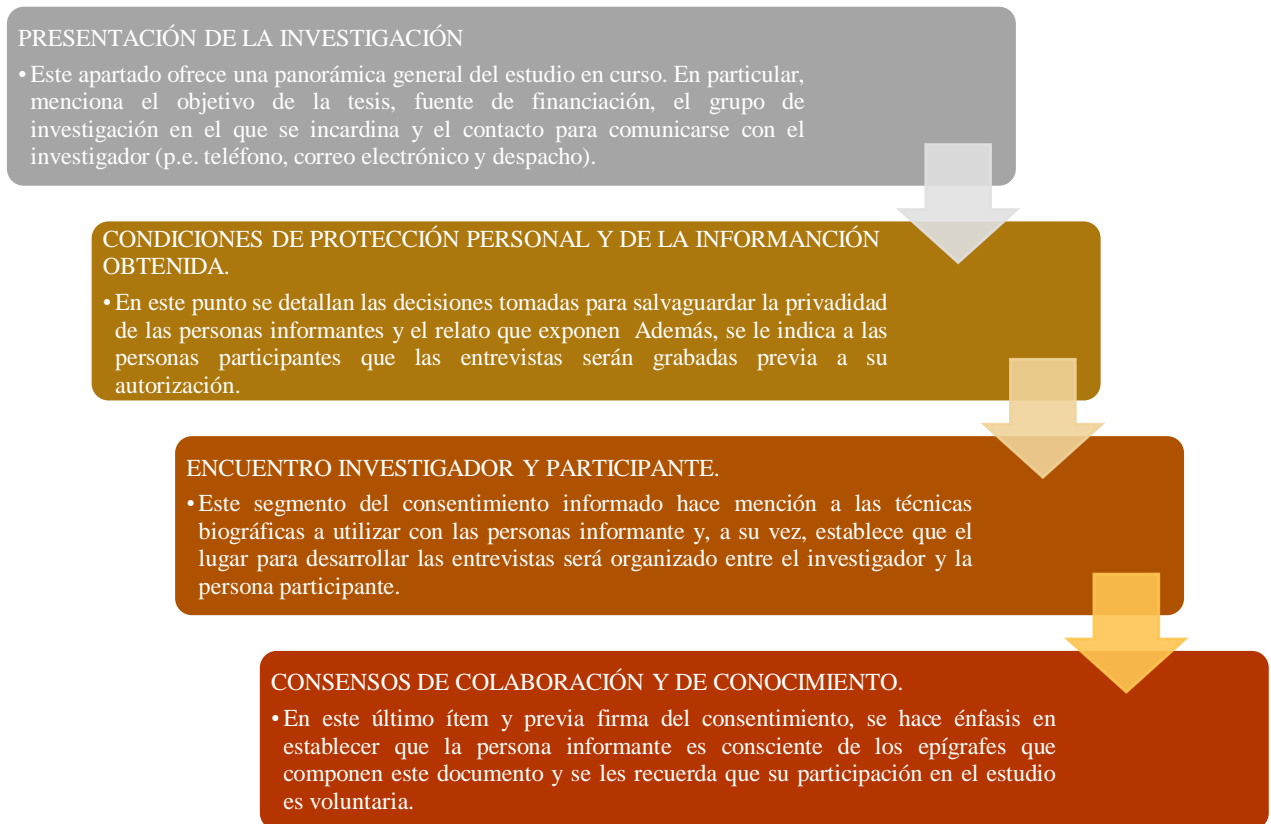 PRESENTACIÓN DE LA INVESTIGACIÓN
• Este apartado ofrece una panorámica general del estudio en curso. En particular,
menciona el objetivo de la tesis, fuente de financiación, el grupo de
investigación en el que se incardina y el contacto para comunicarse con el
investigador (p.e. teléfono, correo electrónico y despacho).
CONDICIONES DE PROTECCIÓN PERSONAL Y DE LA INFORMANCIÓN
OBTENIDA.
• En este punto se detallan las decisiones tomadas para salvaguardar la privadidad
de las personas informantes y el relato que exponen Además, se le indica a las
personas participantes que las entrevistas serán grabadas previa a su
autorización.
ENCUENTRO INVESTIGADOR Y PARTICIPANTE.
• Este segmento del consentimiento informado hace mención a las técnicas
biográficas a utilizar con las personas informante y, a su vez, establece que el
lugar para desarrollar las entrevistas será organizado entre el investigador y la
persona participante.
CONSENSOS DE COLABORACIÓN Y DE CONOCIMIENTO.
• En este último ítem y previa firma del consentimiento, se hace énfasis en
establecer que la persona informante es consciente de los epígrafes que
componen este documento y se les recuerda que su participación en el estudio
es voluntaria.